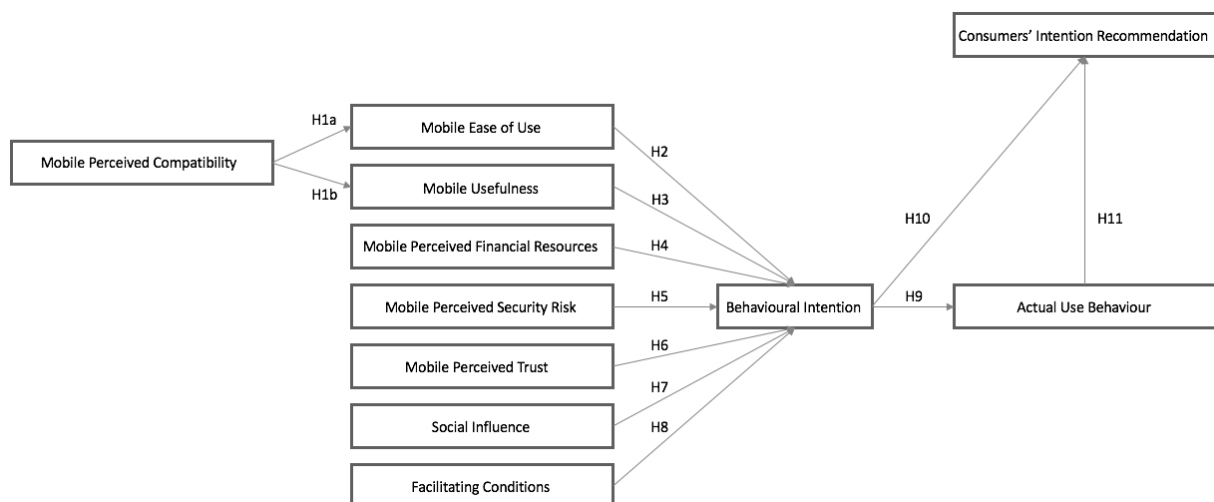 Consumers' Intention Recommendation
H1a
Mobile Ease of Use
Mobile Perceived Compatibility
H2
H1b
Mobile Usefulness
H3
Mobile Perceived Financial Resources
H4
H10
H11
Mobile Perceived Security Risk
H5
Behavioural Intention
H9
Actual Use Behaviour
Mobile Perceived Trust
H6
H7
Social Influence
H8
Facilitating Conditions